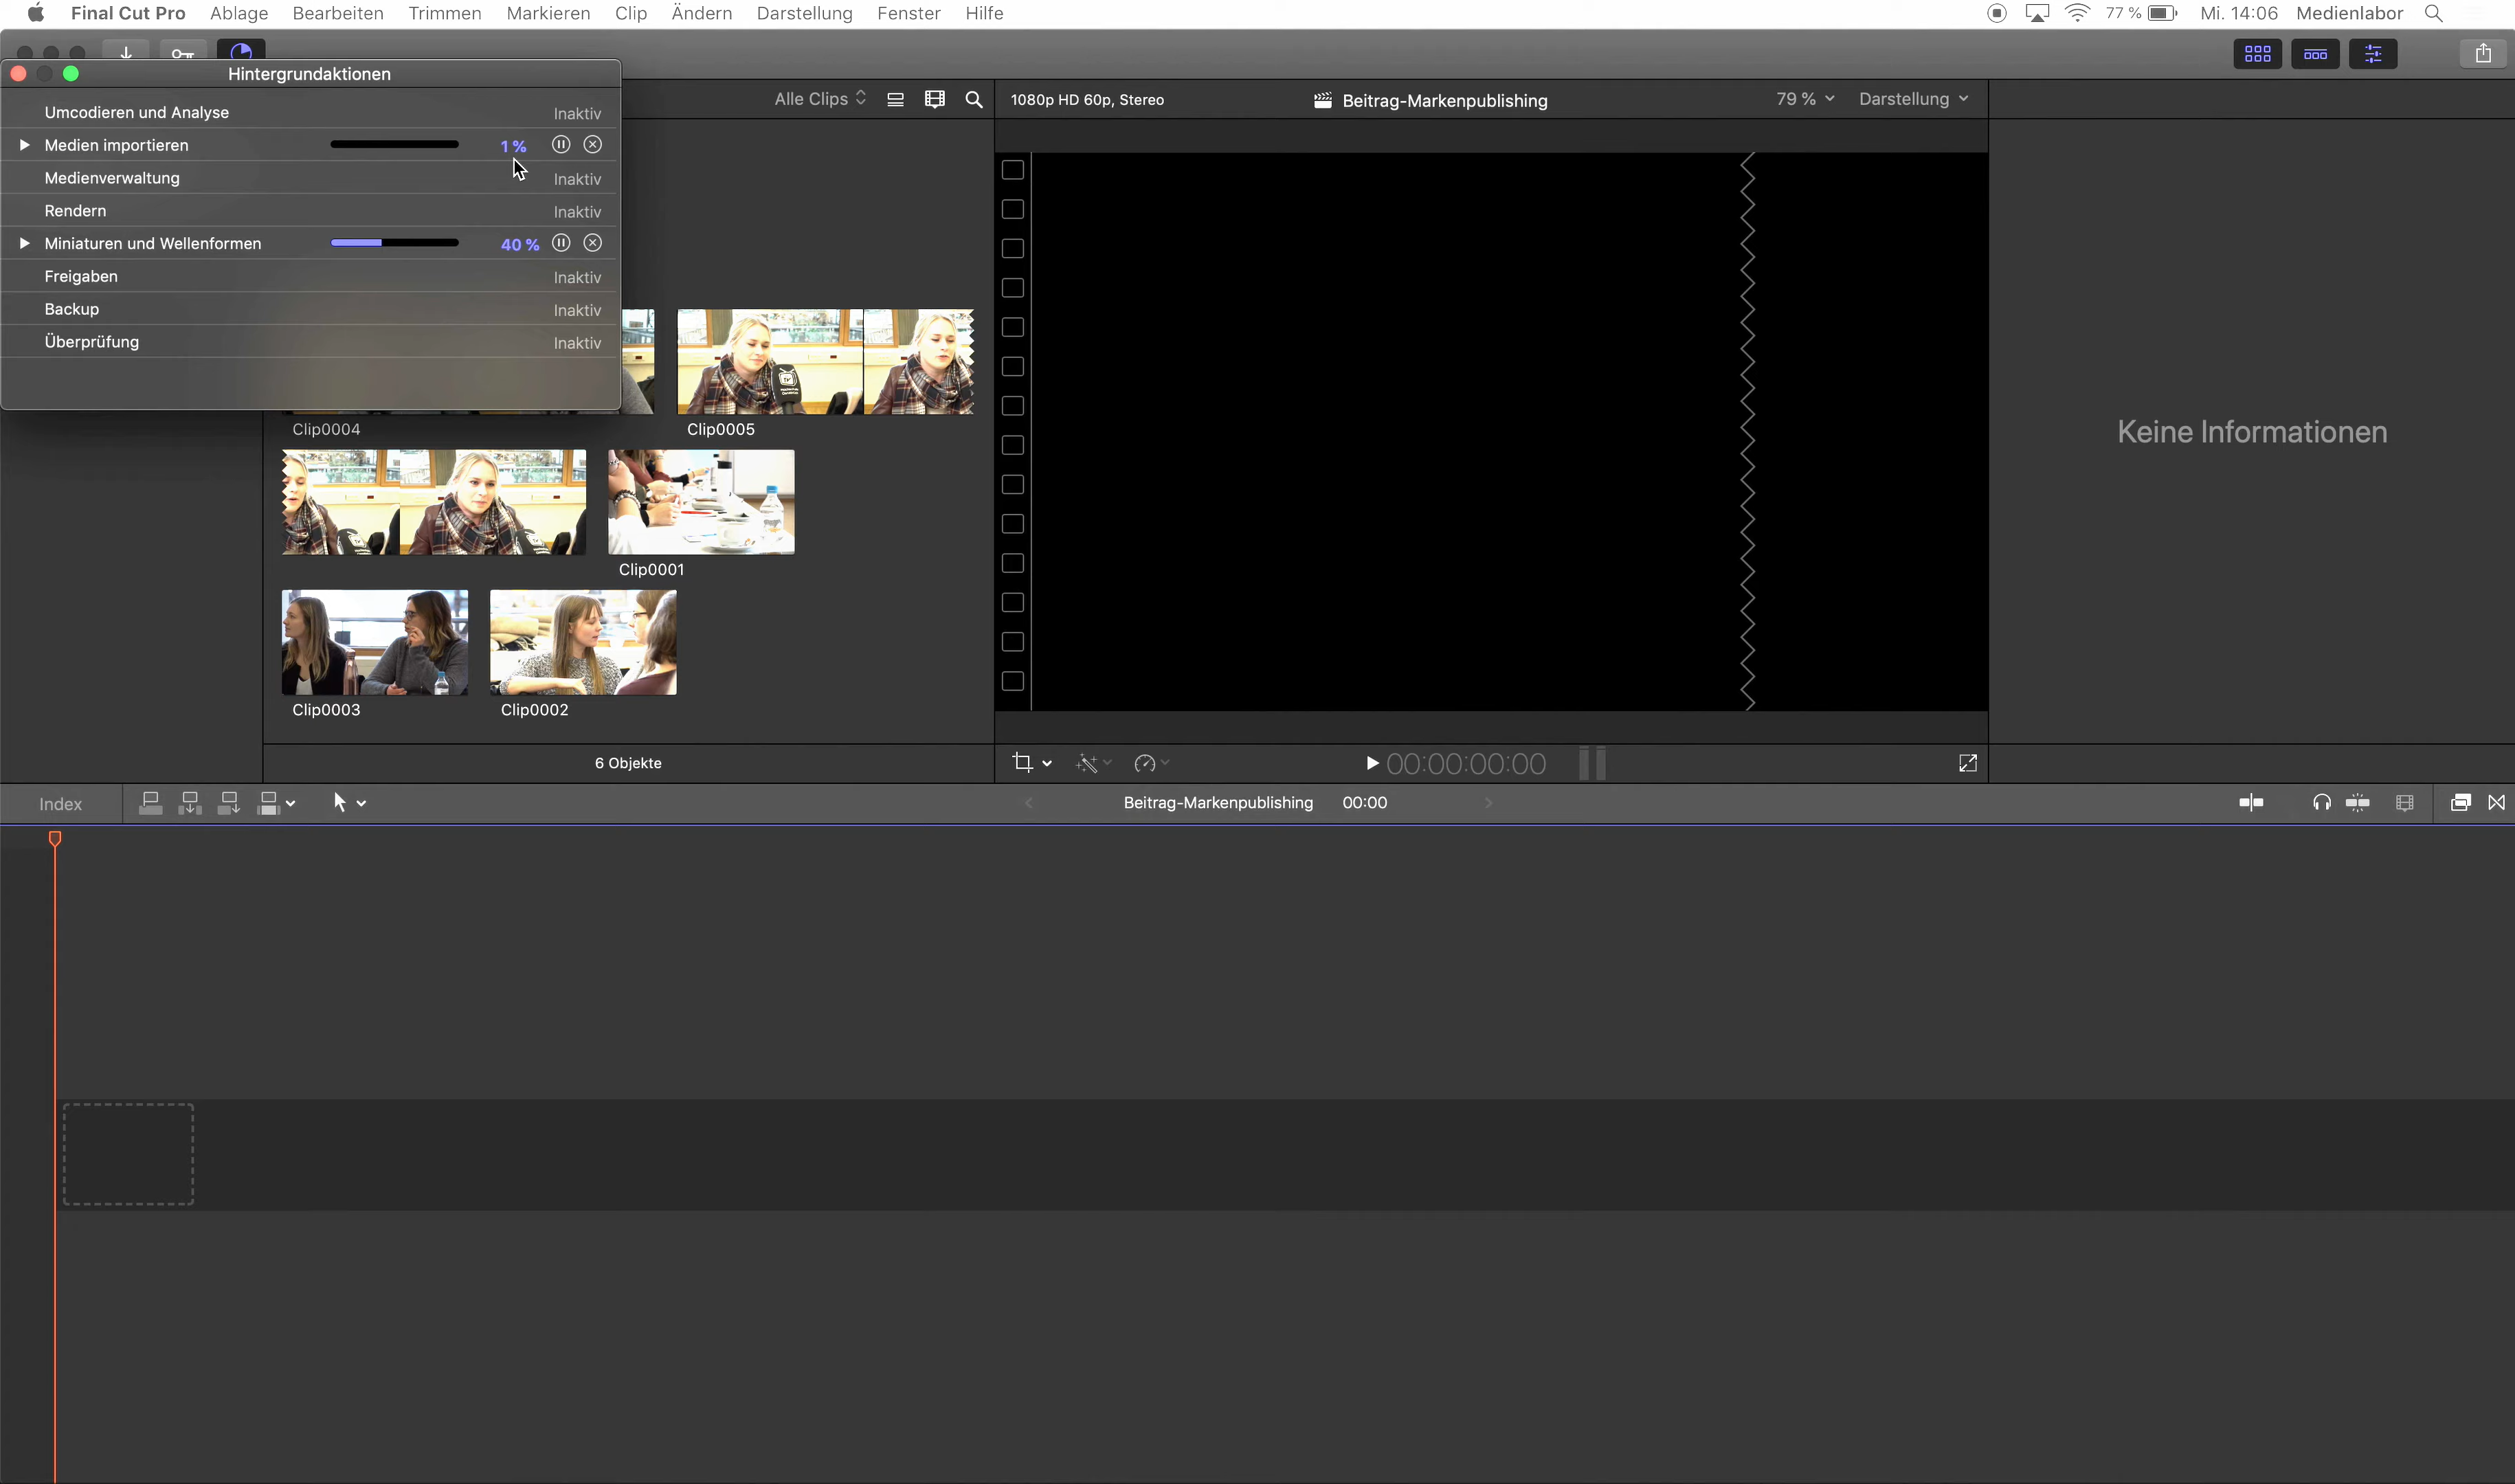 Final Cut Pro Ablage Bearbeiten Trimmen Markieren Clip Ändern Darstellung Fenster Hilfe 77 % Mi. 14:06 Medienlabor
Hintergrundaktionen
Umcodieren und Analyse Inaktiv
Medien importieren 1 %
Medienverwaltung Inaktiv
Rendern Inaktiv
Miniaturen und Wellenformen 40 %
Freigaben Inaktiv
Backup Inaktiv
Überprüfung Inaktiv
Alle Clips
1080p HD 60p, Stereo Beitrag-Markenpublishing 79 % Darstellung
TV
Clip0004 Clip0005
Clip0001
Clip0003 Clip0002
6 Objekte
00:00:00:00
Keine Informationen
Index Beitrag-Markenpublishing 00:00